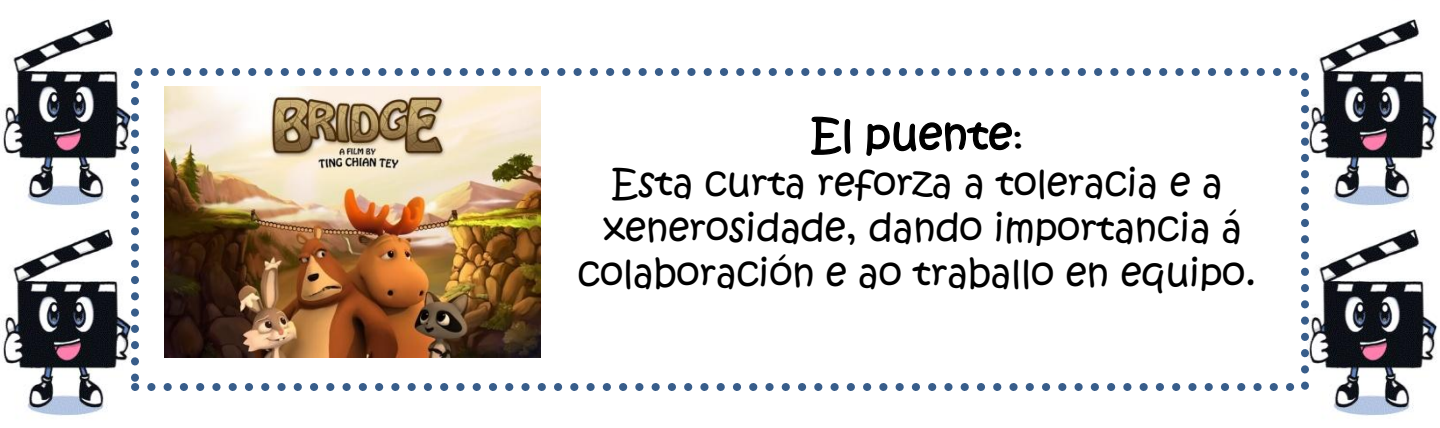 BRIDGE
A FILM BY
TING CHIAN TEY
El puente:
Esta curta reforza a toleracia e a
xenerosidade, dando importancia á
colaboración e ao traballo en equipo.